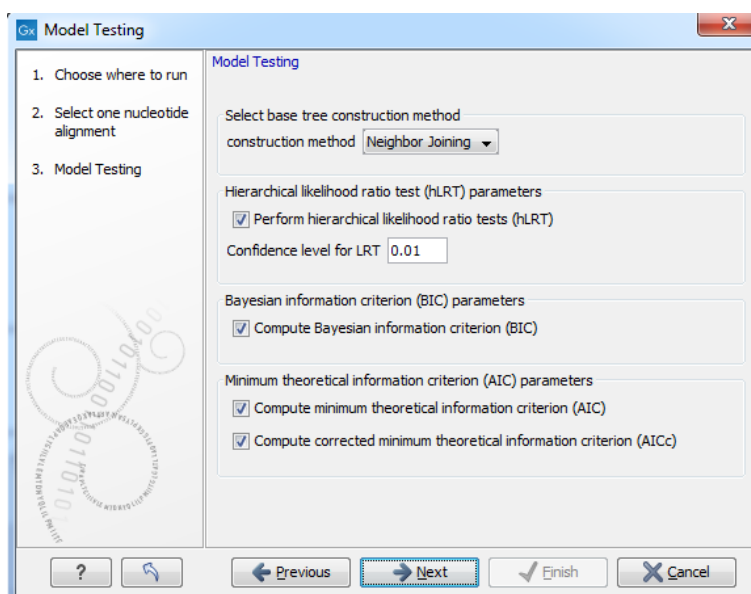 Gx Model Testing
x
1. Choose where to run
2. Select one nucleotide
alignment
3. Model Testing
Model Testing
Select base tree construction method
construction method Neighbor Joining
Hierarchical likelihood ratio test (hLRT) parameters
Perform hierarchical likelihood ratio tests (hLRT)
Confidence level for LRT 0.01
Bayesian information criterion (BIC) parameters
Compute Bayesian information criterion (BIC)
Minimum theoretical information criterion (AIC) parameters
Compute minimum theoretical information criterion (AIC)
Compute corrected minimum theoretical information criterion (AICc)
? Previous Next Finish Cancel